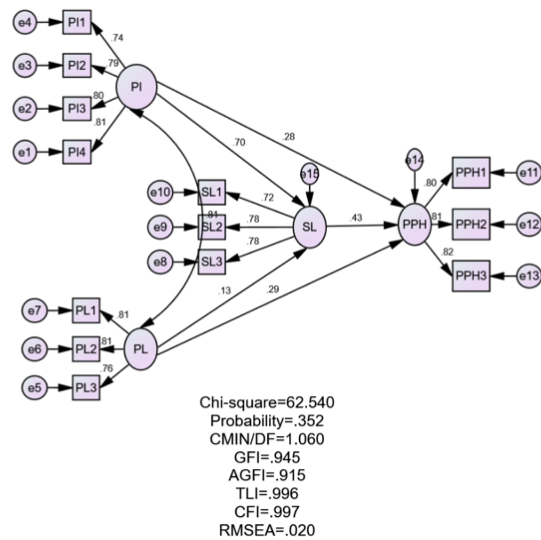 e4 PI1 .74
e3 PI2 .79 PI
e2 PI3 .80
e1 PI4 .81
.28
.70
e14
e15
.80 PPH1 e11
e10 SL1 .72
.81
e9 SL2 .78 SL .43 PPH .81 PPH2 e12
e8 SL3 .78
.82 PPH3 e13
.13 .29
e7 PL1 .81
e6 PL2 .81 PL
e5 PL3 .76
Chi-square=62.540
Probability=.352
CMIN/DF=1.060
GFI=.945
AGFI=.915
TLI=.996
CFI=.997
RMSEA=.020